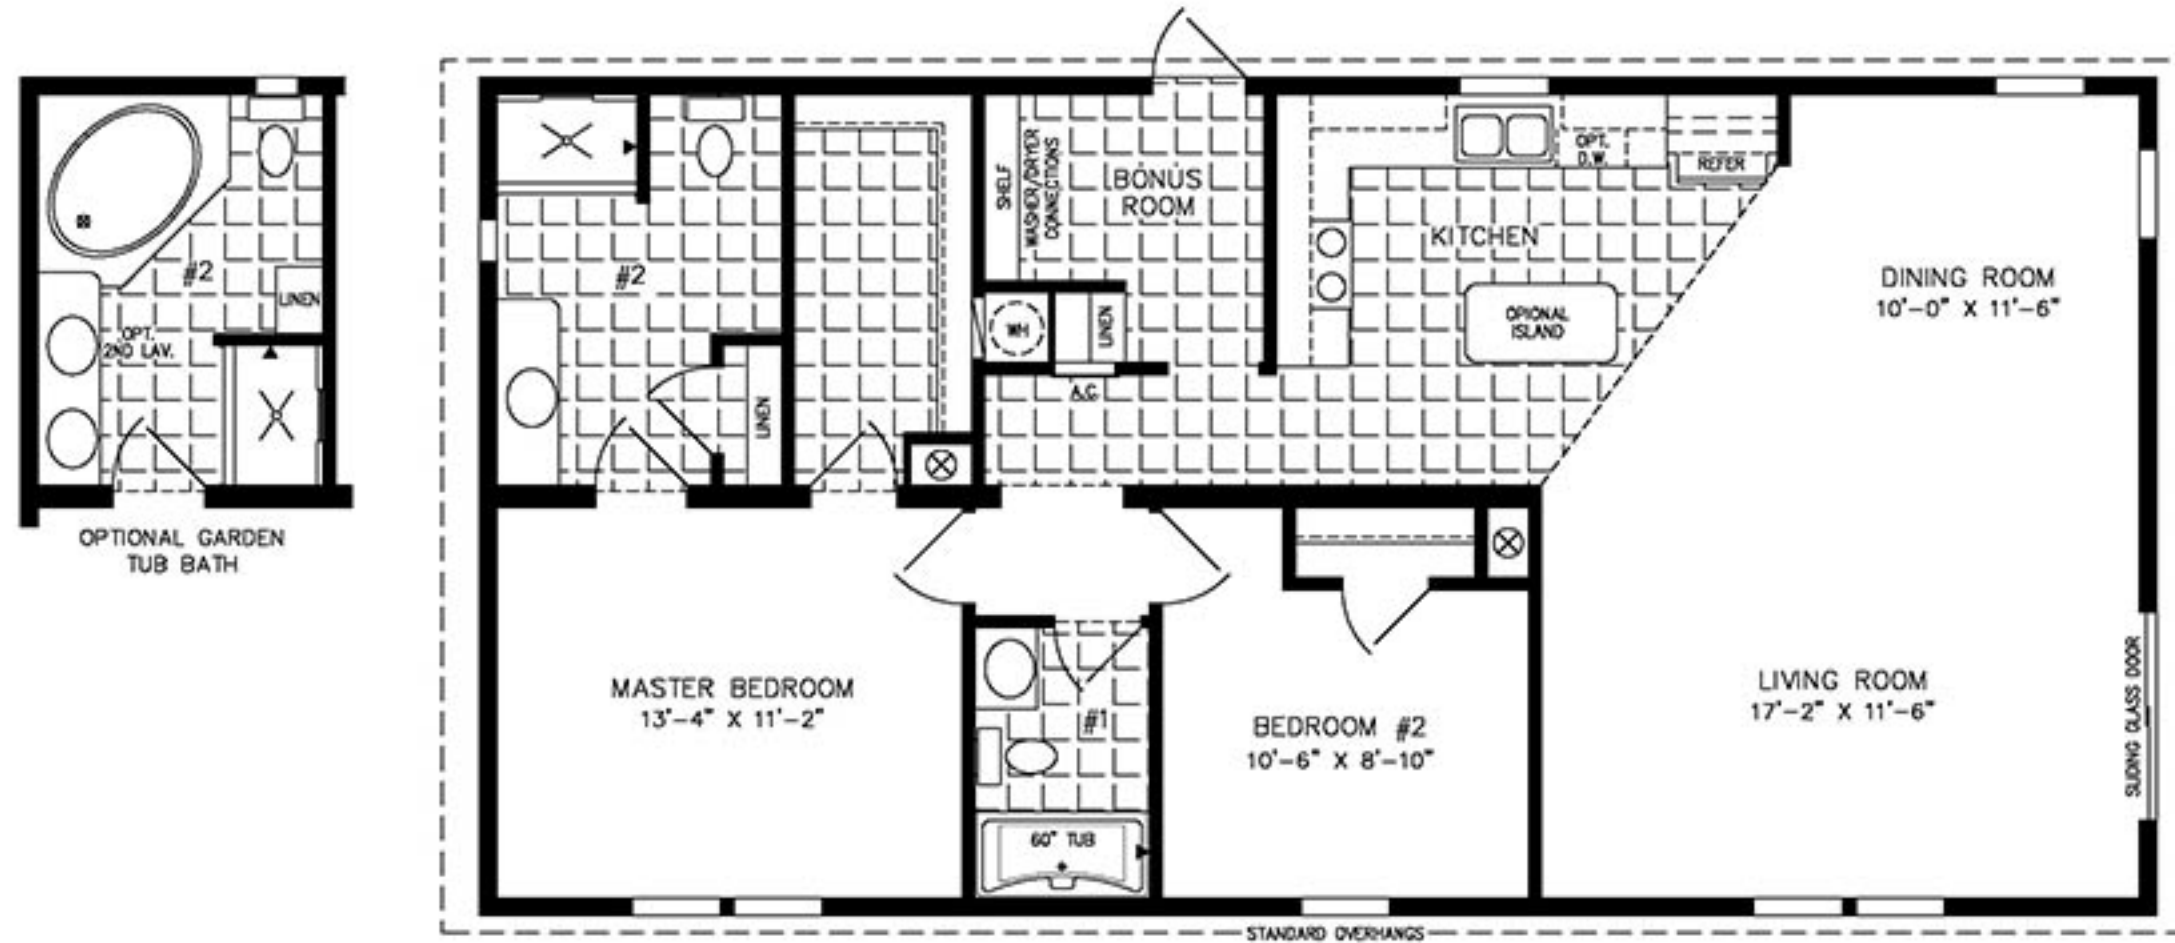 #2
LINEN
OPT.
2ND LAV.
OPTIONAL GARDEN
TUB BATH
#2
LINEN
SHELF
WASHER/DRYER
CONNECTIONS
BONUS
ROOM
WH
LINEN
A.C.
OPT.
D.W.
REFER
KITCHEN
OPIONAL
ISLAND
DINING ROOM
10'-0" X 11'-6"
MASTER BEDROOM
13'-4" X 11'-2"
#1
60" TUB
BEDROOM #2
10'-6" X 8'-10"
LIVING ROOM
17'-2" X 11'-6"
SLIDING GLASS DOOR
STANDARD OVERHANGS